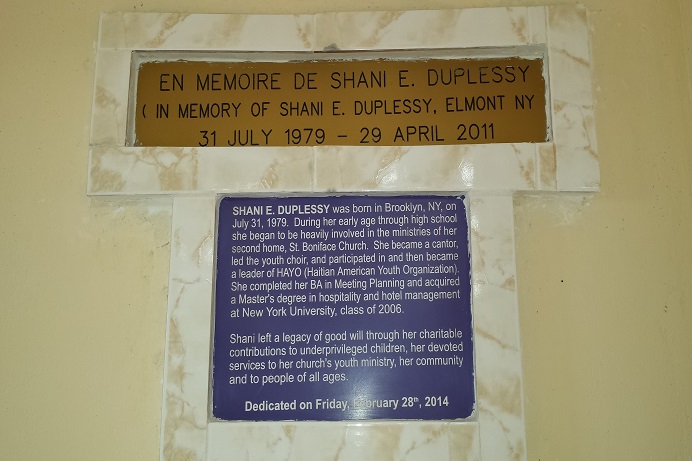 EN MEMOIRE DE SHANI E. DUPLESSY
( IN MEMORY OF SHANI E. DUPLESSY, ELMONT NY
31 JULY 1979 – 29 APRIL 2011
SHANI E. DUPLESSY was born in Brooklyn, NY, on
July 31, 1979. During her early age through high school
she began to be heavily involved in the ministries of her
second home, St. Boniface Church. She became a cantor,
led the youth choir, and participated in and then became
a leader of HAYO (Haitian American Youth Organization).
She completed her BA in Meeting Planning and acquired
a Master's degree in hospitality and hotel management
at New York University, class of 2006.
Shani left a legacy of good will through her charitable
contributions to underprivileged children, her devoted
services to her church's youth ministry, her community
and to people of all ages.
Dedicated on Friday, February 28th, 2014